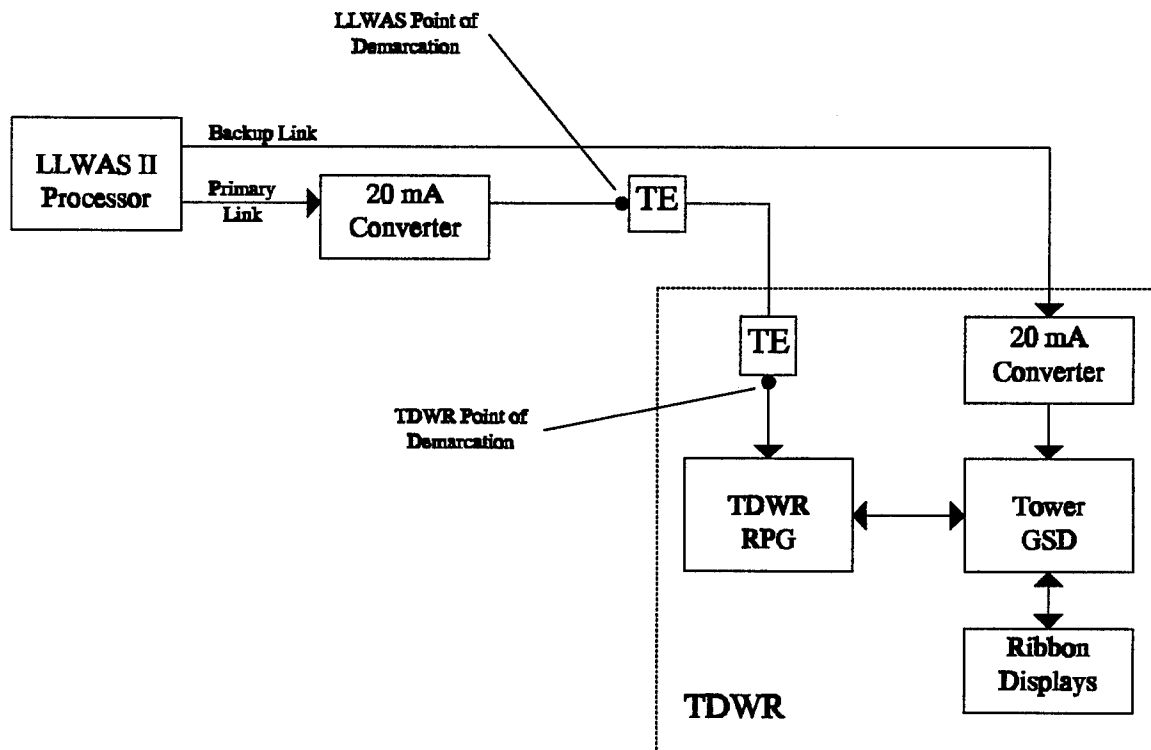 LLWAS Point of
Demarcation
LLWAS II
Processor
Backup Link
Primary
Link
20 mA
Converter
TE
TE
20 mA
Converter
TDWR Point of
Demarcation
TDWR
RPG
Tower
GSD
Ribbon
Displays
TDWR